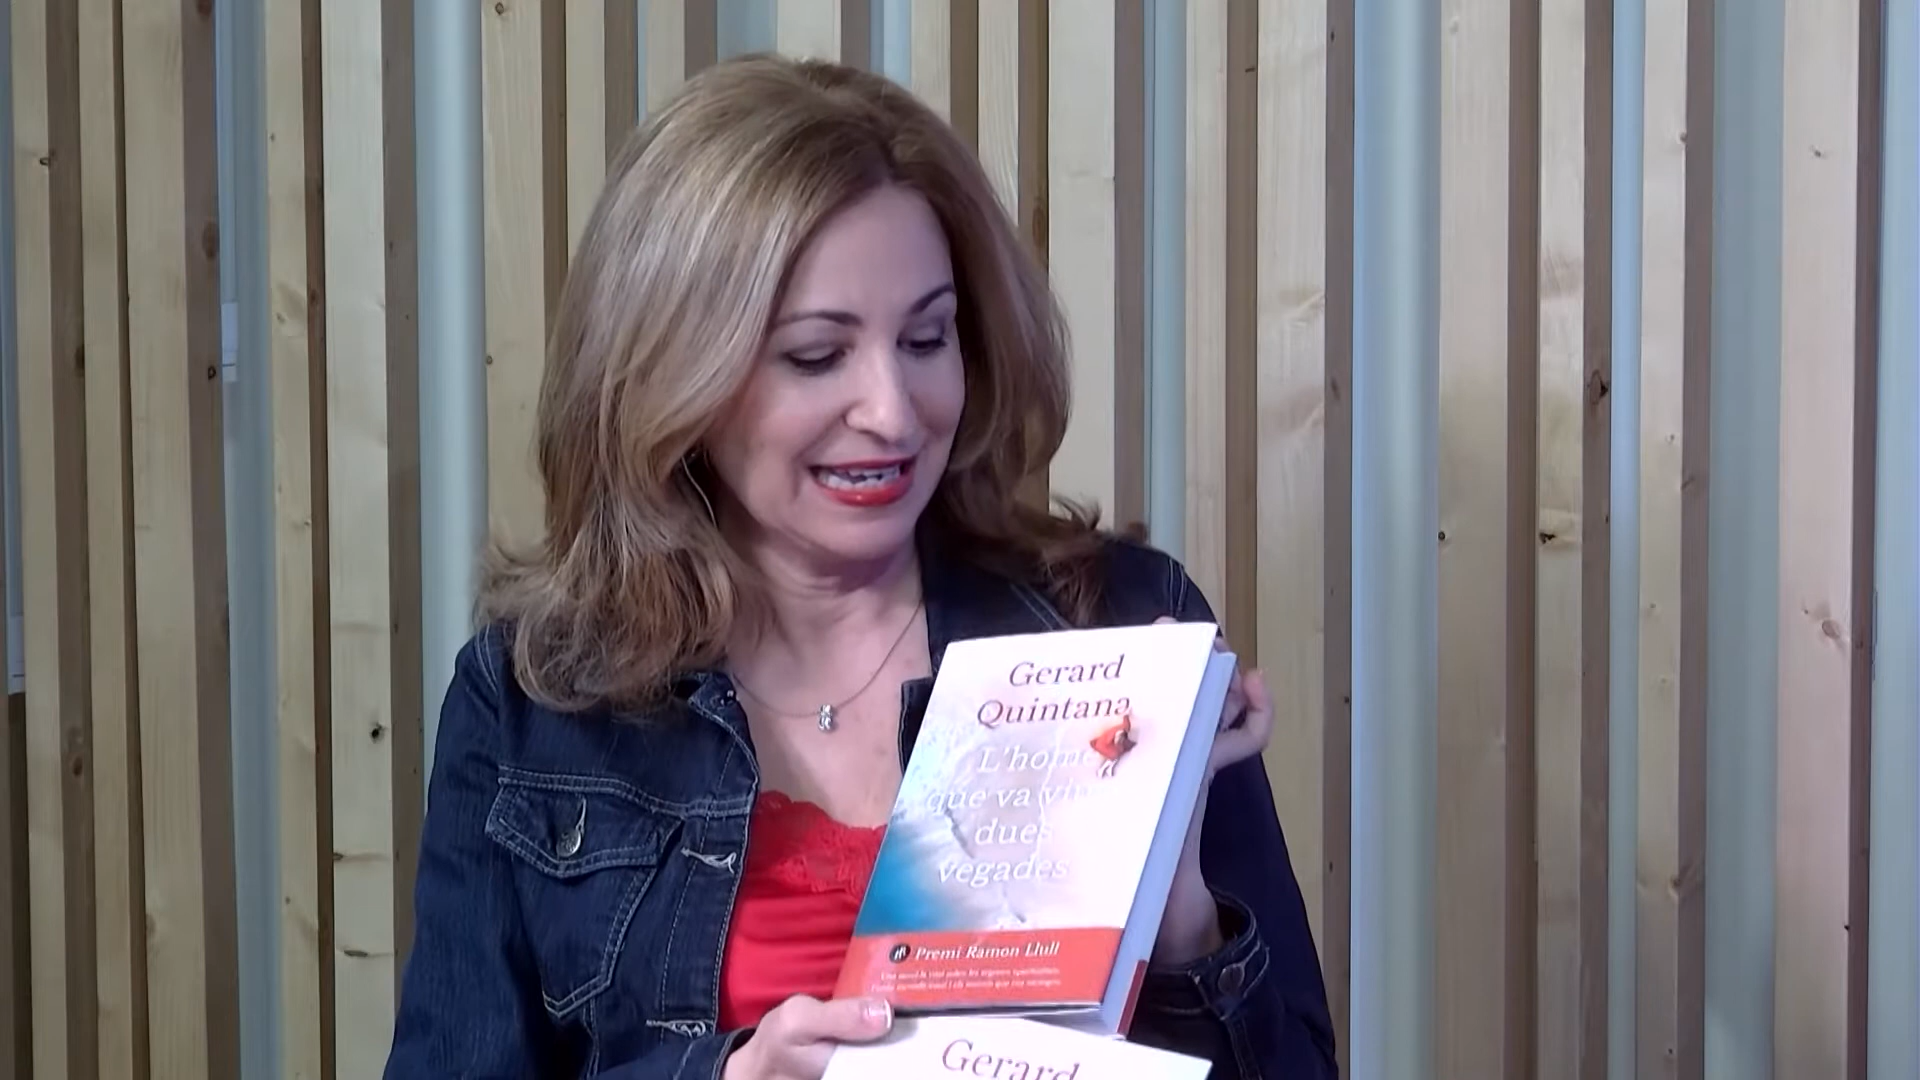 Gerard
Quintana
L'home
que va viure
dues
vegades
Premi Ramon Llull
Gerard